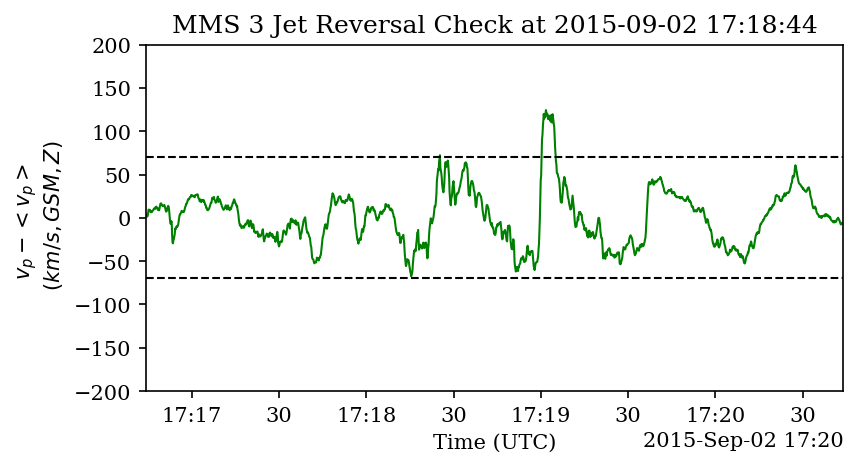 MMS 3 Jet Reversal Check at 2015-09-02 17:18:44
v_p − < v_p >
(km/s, GSM, Z)
200
150
100
50
0
−50
−100
−150
−200
17:17 30 17:18 30 17:19 30 17:20 30
Time (UTC)
2015-Sep-02 17:20